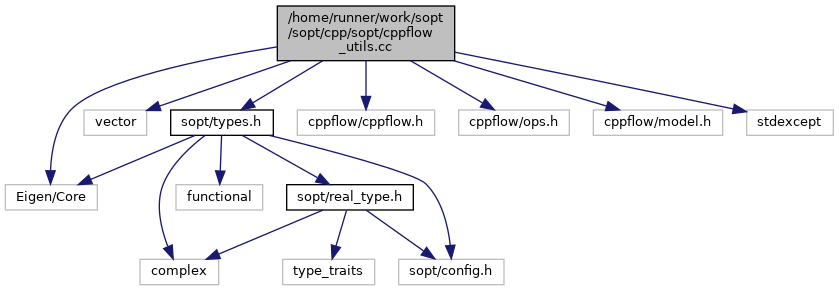 /home/runner/work/sopt
/sopt/cpp/sopt/cppflow
_utils.cc
vector
sopt/types.h
cppflow/cppflow.h
cppflow/ops.h
cppflow/model.h
stdexcept
Eigen/Core
functional
sopt/real_type.h
complex
type_traits
sopt/config.h